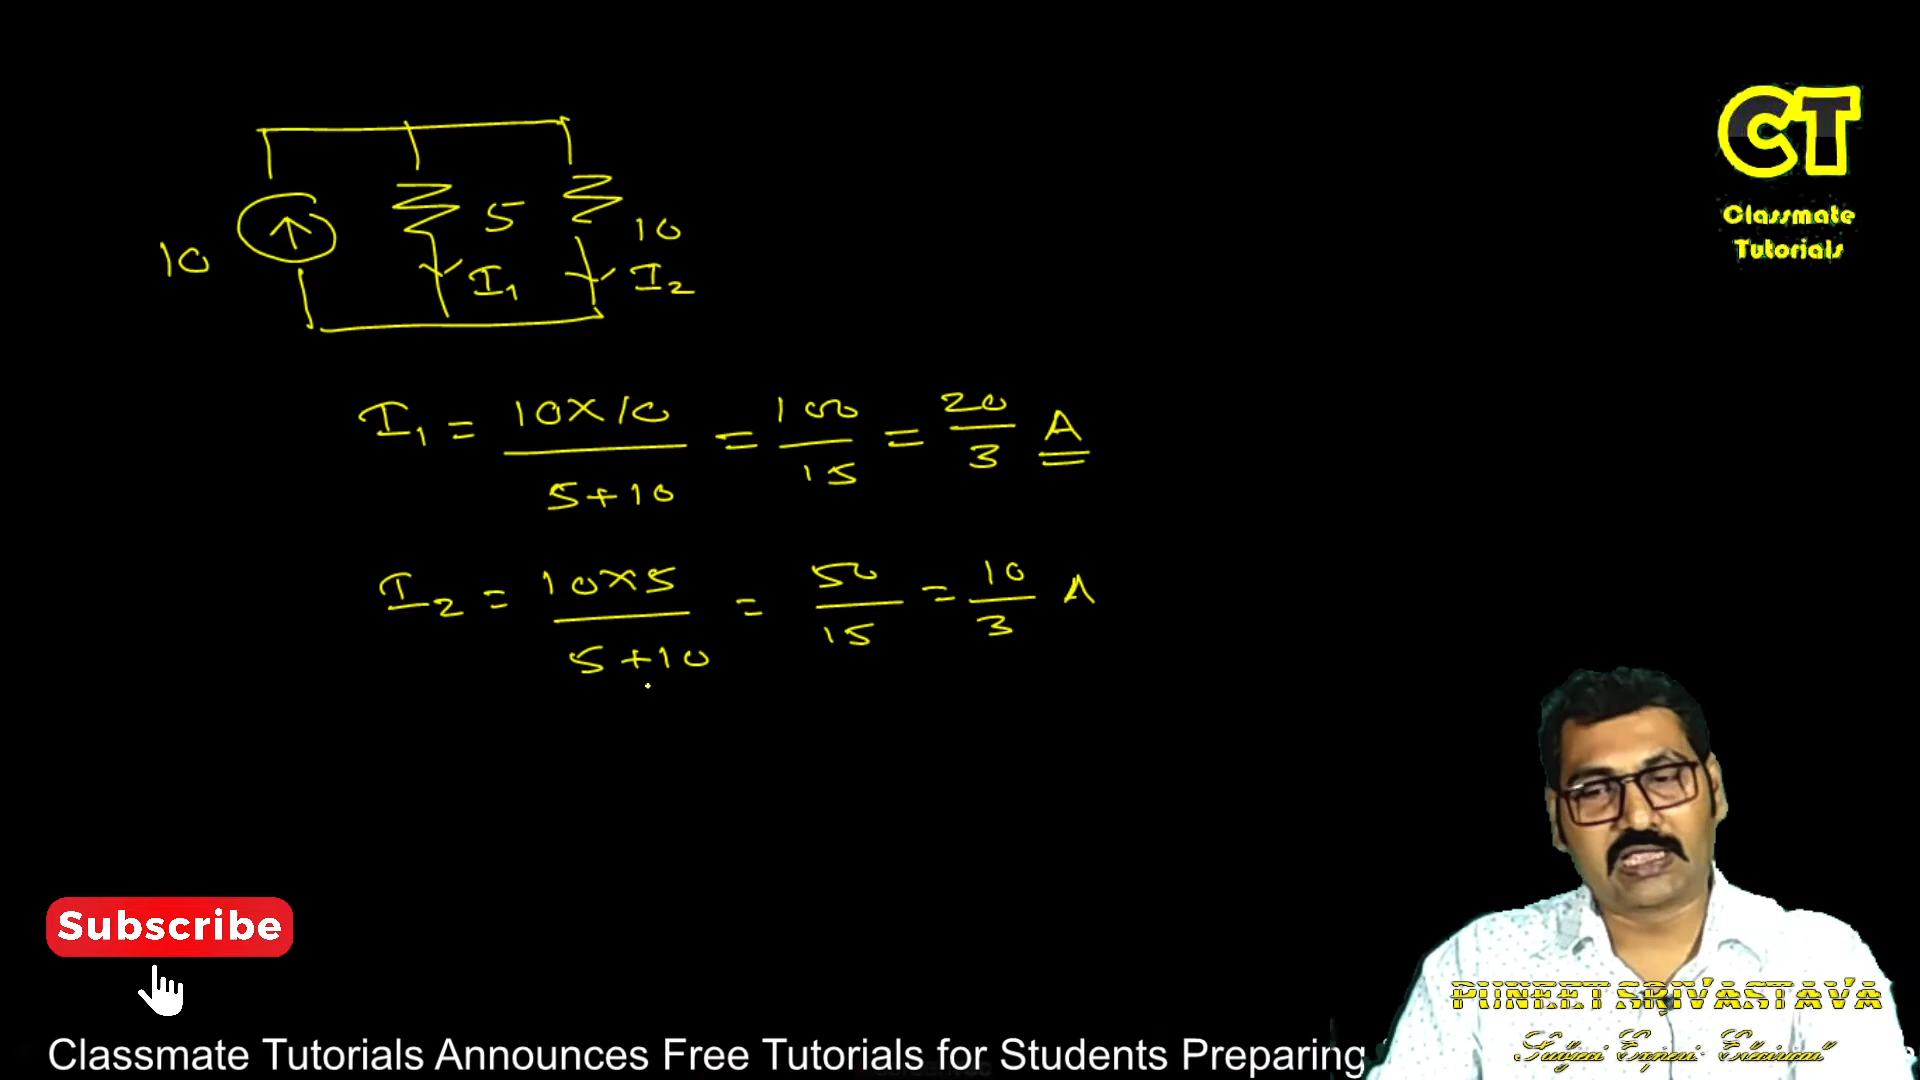 CT
Classmate
Tutorials
10
5
10
I1
I2
I1 = 10×10 / 5+10 = 100 / 15 = 20 / 3 A
I2 = 10×5 / 5+10 = 50 / 15 = 10 / 3 A
Subscribe
PUNEET SRIVASTAVA
Classmate Tutorials Announces Free Tutorials for Students Preparing